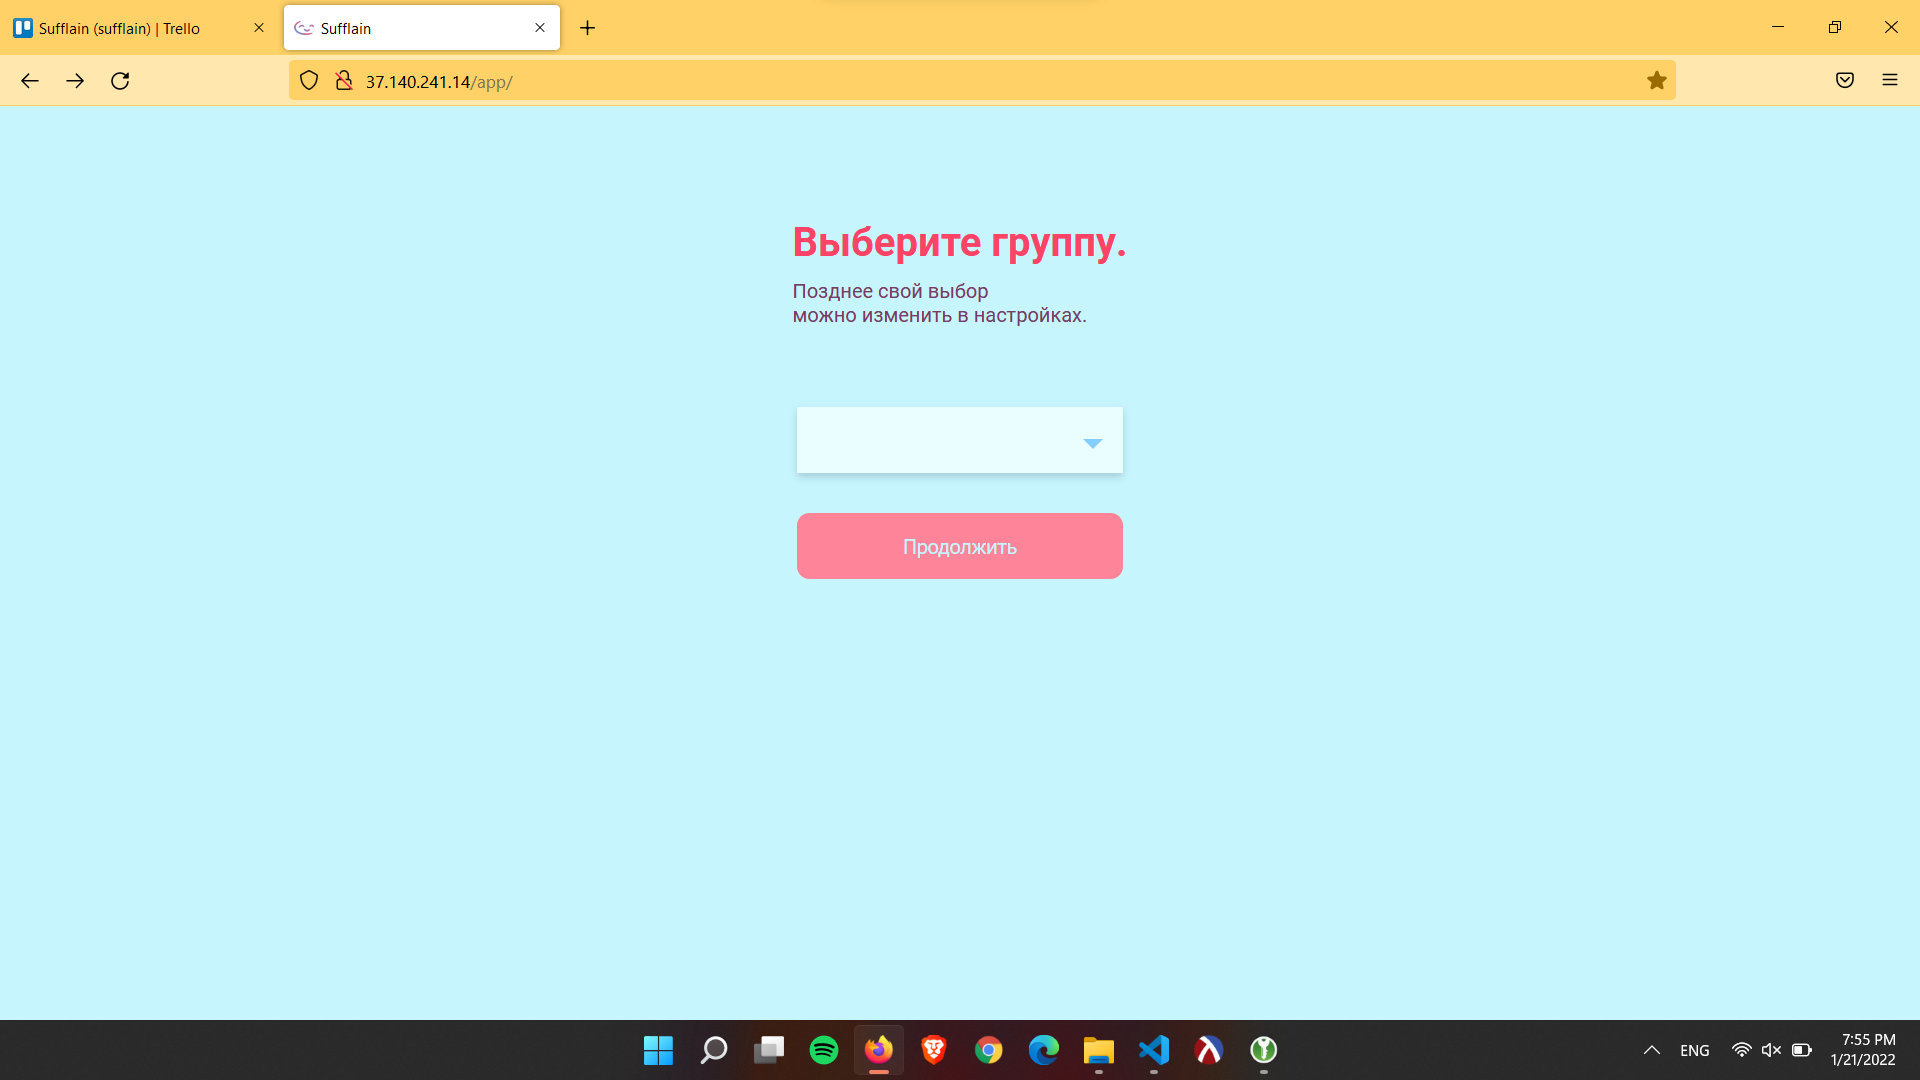 Sufflain (sufflain) | Trello
Sufflain
37.140.241.14/app/
Выберите группу.
Позднее свой выбор
можно изменить в настройках.
Продолжить
ENG
7:55 PM
1/21/2022